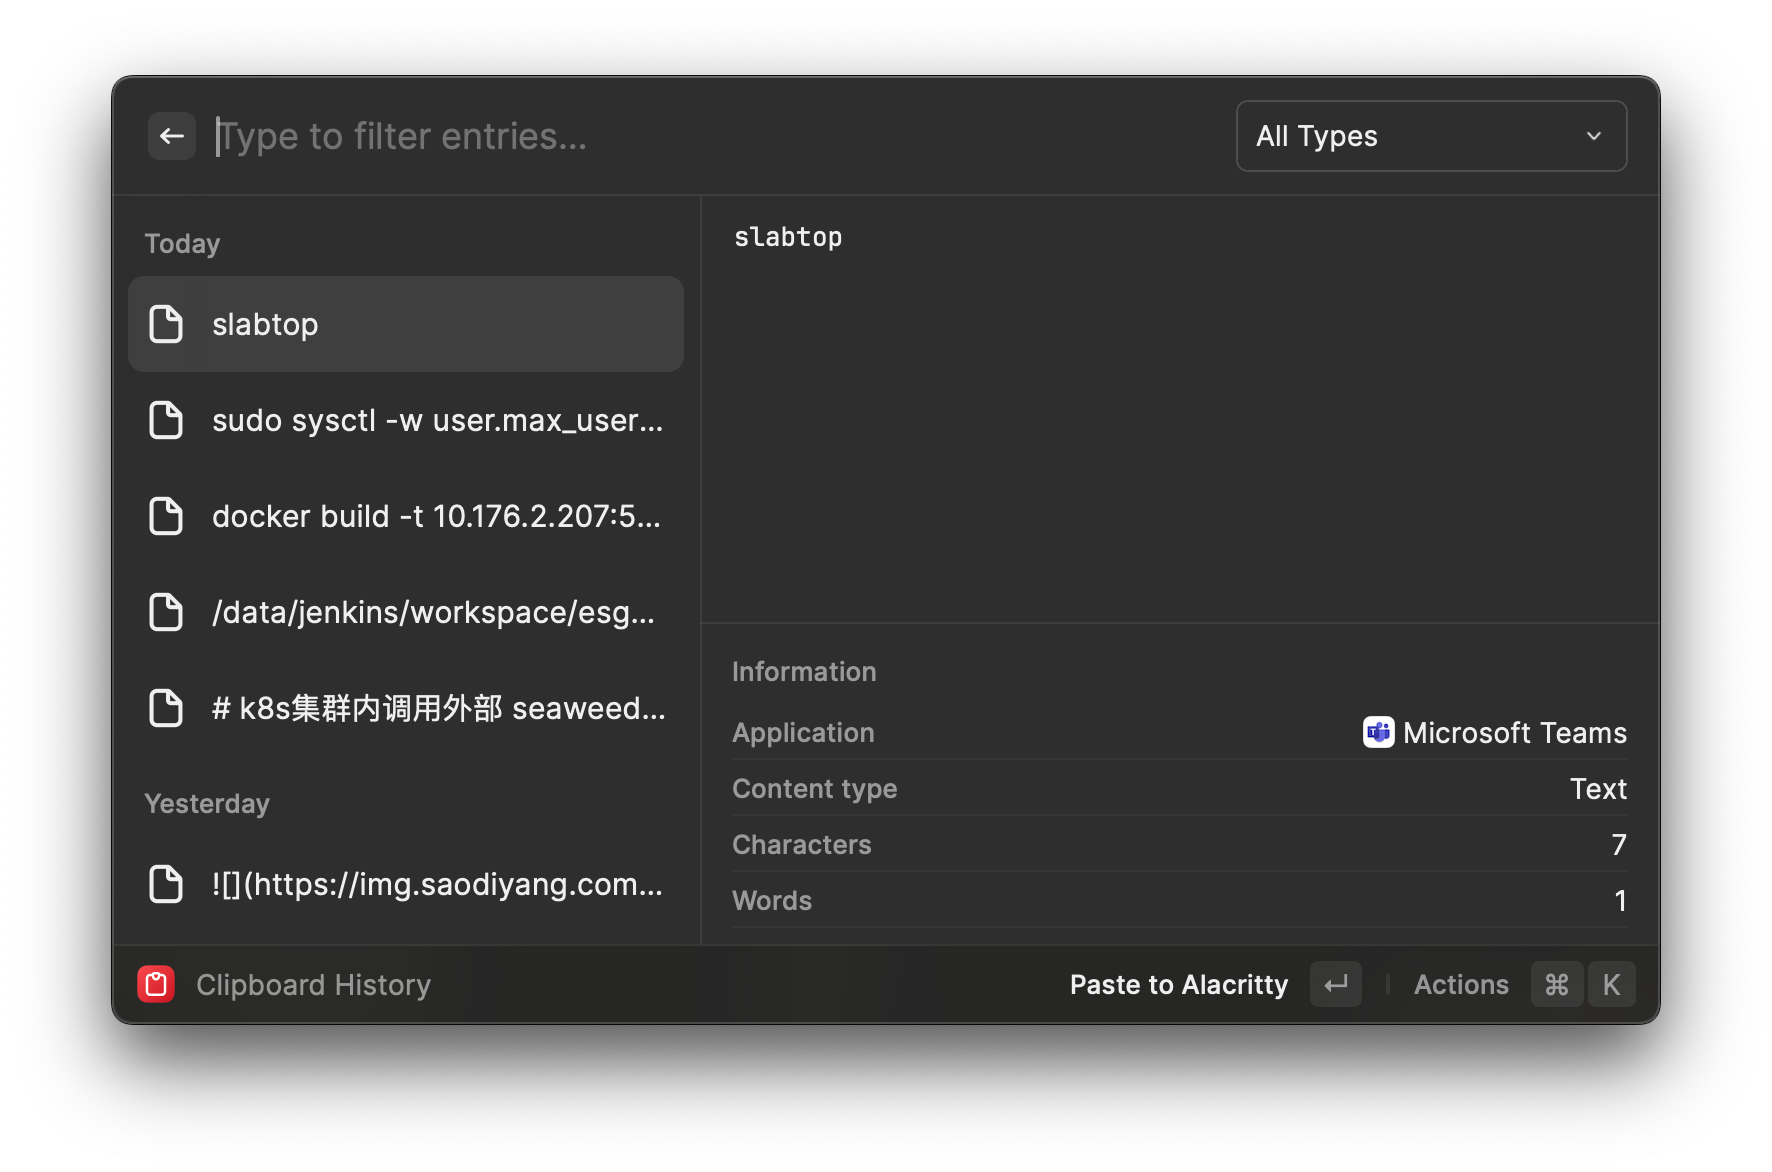 Type to filter entries...
All Types
Today
slabtop
sudo sysctl -w user.max_user...
docker build -t 10.176.2.207:5...
/data/jenkins/workspace/esg...
# k8s集群内调用外部 seaweed...
Yesterday
![](https://img.saodiyang.com...
slabtop
Information
Application Microsoft Teams
Content type Text
Characters 7
Words 1
Clipboard History
Paste to Alacritty ↵ Actions ⌘ K